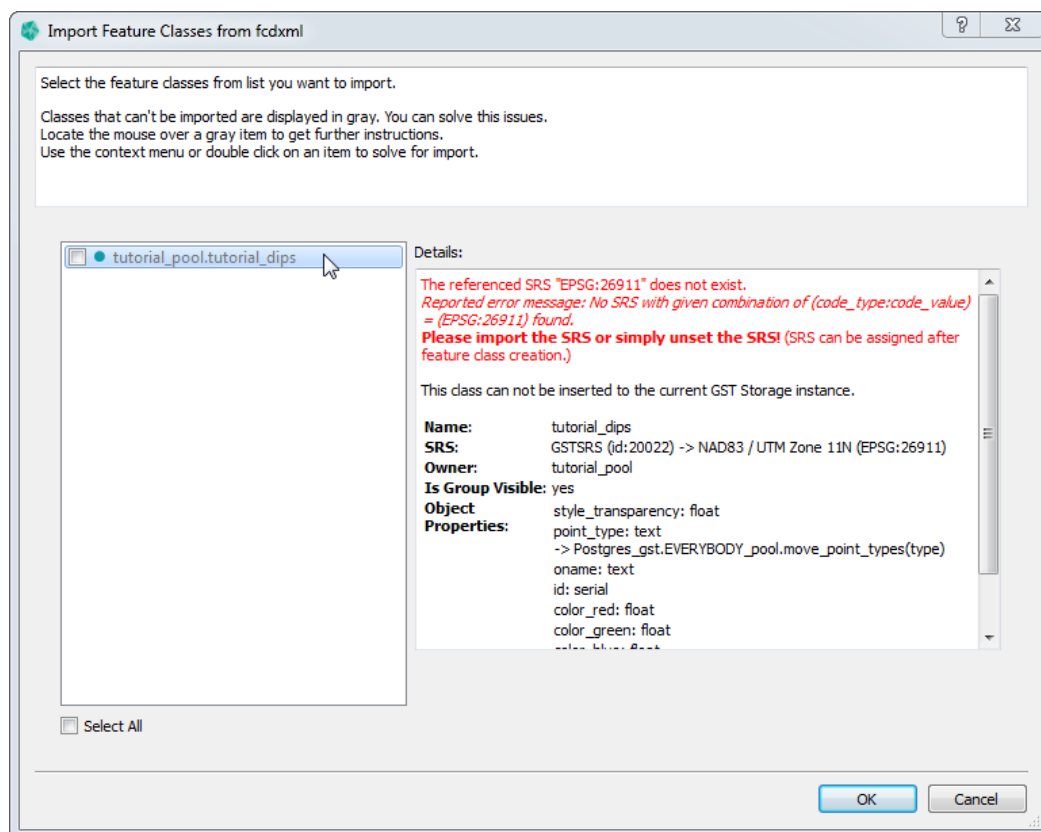 Import Feature Classes from fcdxml
Select the feature classes from list you want to import.
Classes that can't be imported are displayed in gray. You can solve this issues.
Locate the mouse over a gray item to get further instructions.
Use the context menu or double click on an item to solve for import.
tutorial_pool.tutorial_dips
Details:
The referenced SRS "EPSG:26911" does not exist.
Reported error message: No SRS with given combination of (code_type:code_value)
= (EPSG:26911) found.
Please import the SRS or simply unset the SRS! (SRS can be assigned after
feature class creation.)
This class can not be inserted to the current GST Storage instance.
Name: tutorial_dips
SRS: GSTSRS (id:20022) -> NAD83 / UTM Zone 11N (EPSG:26911)
Owner: tutorial_pool
Is Group Visible: yes
Object Properties: style_transparency: float
point_type: text
-> Postgres_gst.EVERYBODY_pool.move_point_types(type)
oname: text
id: serial
color_red: float
color_green: float
color_blue: float
Select All
OK Cancel